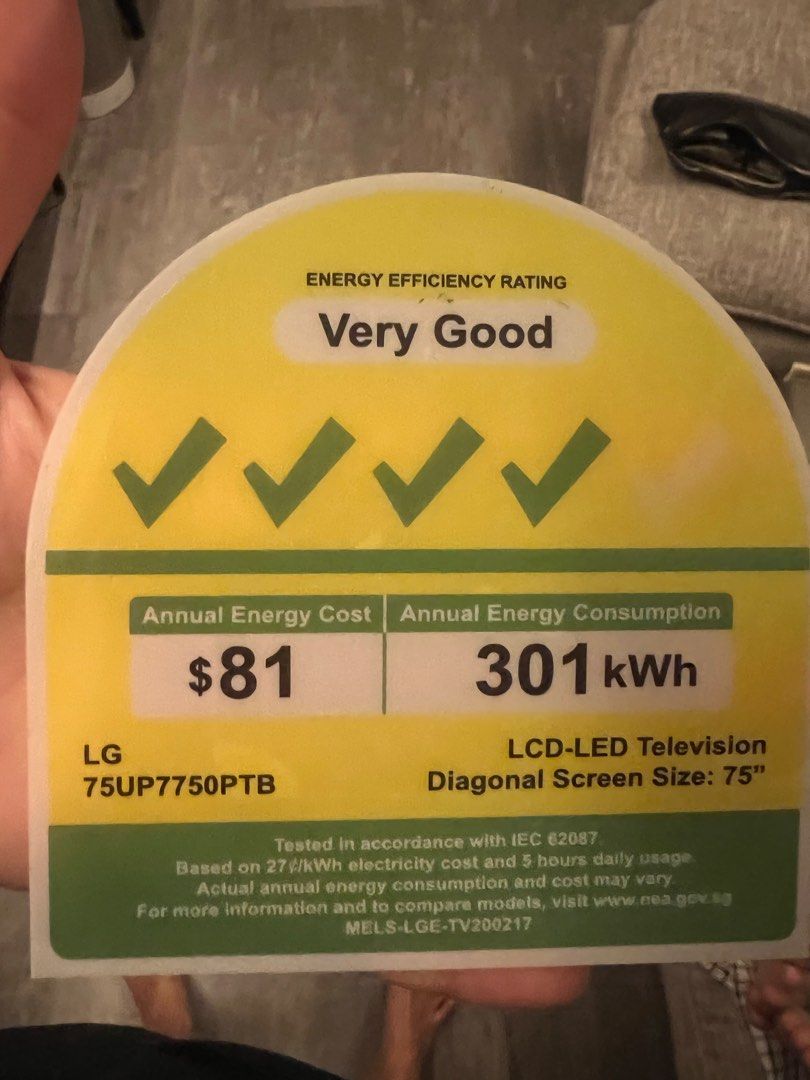 ENERGY EFFICIENCY RATING
Very Good
Annual Energy Cost
Annual Energy Consumption
$81
301 kWh
LG
LCD-LED Television
75UP7750PTB
Diagonal Screen Size: 75”
Tested in accordance with IEC 62087.
Based on 27¢/kWh electricity cost and 5 hours daily usage.
Actual annual energy consumption and cost may vary.
For more information and to compare models, visit www.nea.gov.sg
MELS-LGE-TV200217